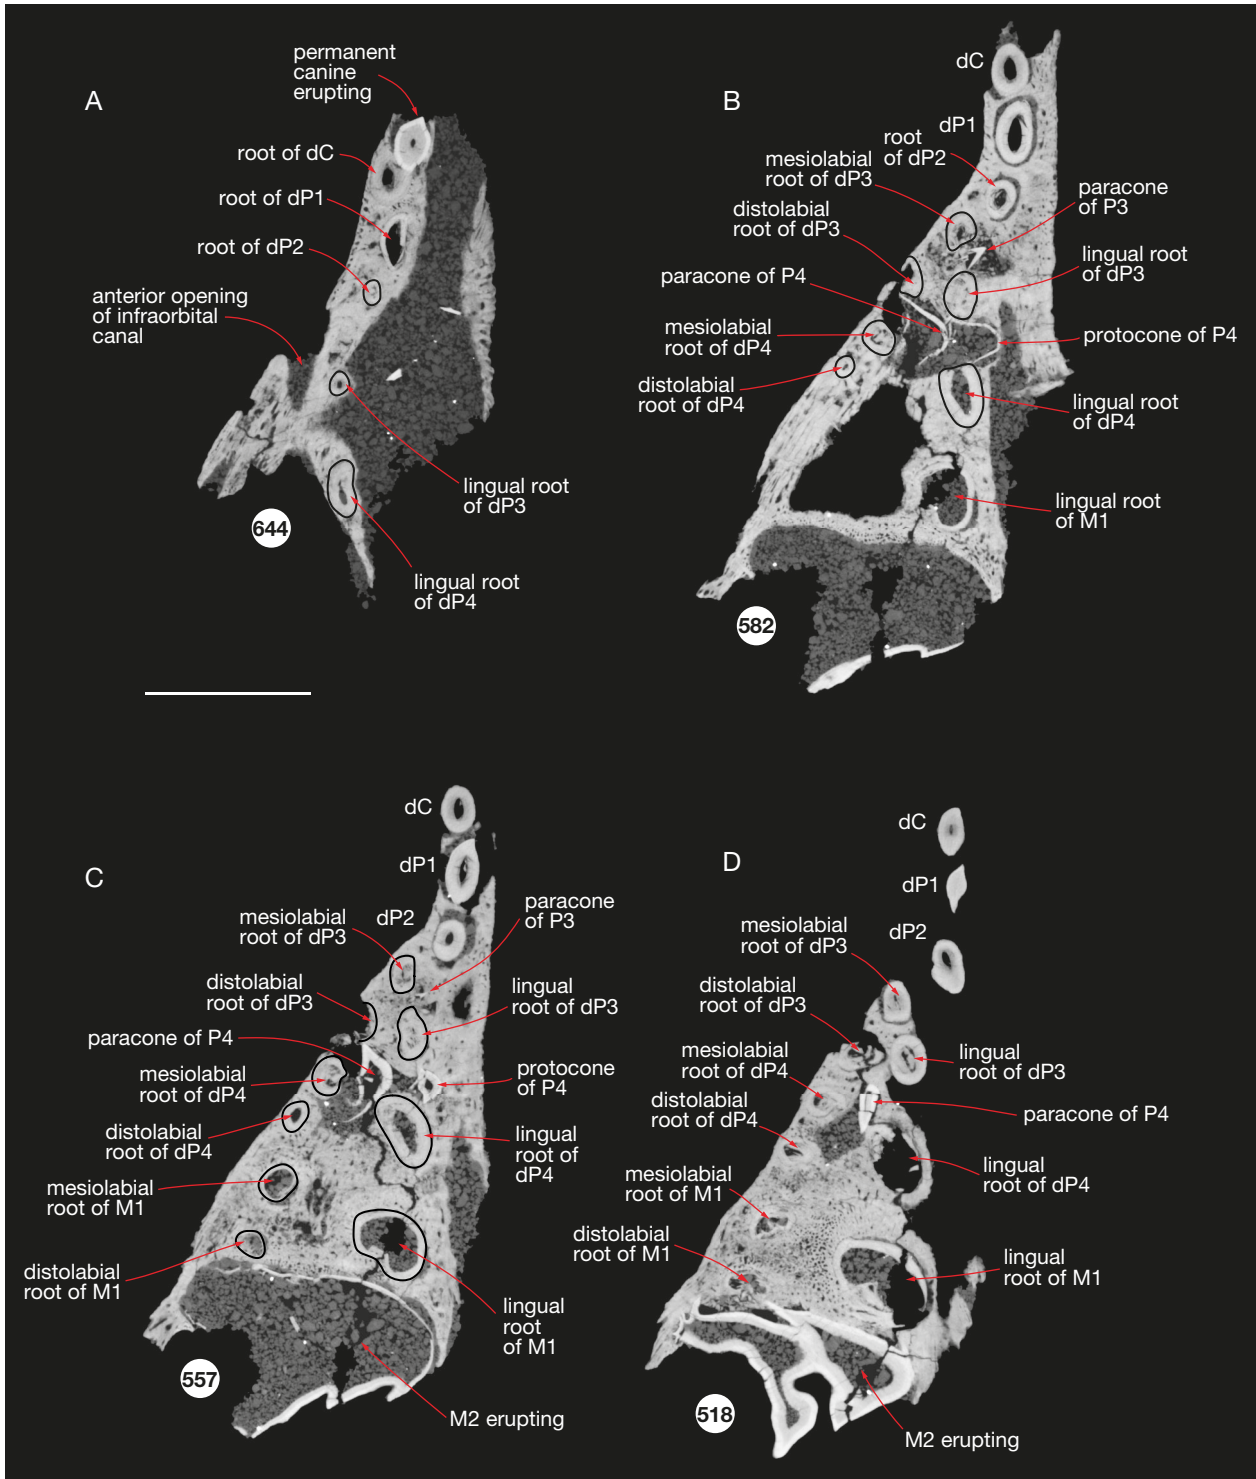 A
permanent
canine
erupting
root of dC
root of dP1
root of dP2
anterior opening
of infraorbital
canal
lingual root
of dP3
lingual root
of dP4
644
B
dC
dP1
root
of dP2
mesiolabial
root of dP3
distolabial
root of dP3
paracone
of P3
lingual root
of dP3
paracone of P4
mesiolabial
root of dP4
protocone of P4
distolabial
root of dP4
lingual root
of dP4
lingual root
of M1
582
C
dC
dP1
dP2
mesiolabial
root of dP3
paracone
of P3
distolabial
root of dP3
lingual
root of dP3
paracone of P4
mesiolabial
root of dP4
protocone
of P4
distolabial
root of dP4
lingual
root of
dP4
mesiolabial
root of M1
distolabial
root of M1
lingual
root
of M1
557
M2 erupting
D
dC
dP1
dP2
mesiolabial
root of dP3
distolabial
root of dP3
mesiolabial
root of dP4
lingual
root of dP3
distolabial
root of dP4
paracone of P4
lingual
root of dP4
mesiolabial
root of M1
distolabial
root of M1
lingual
root of M1
518
M2 erupting